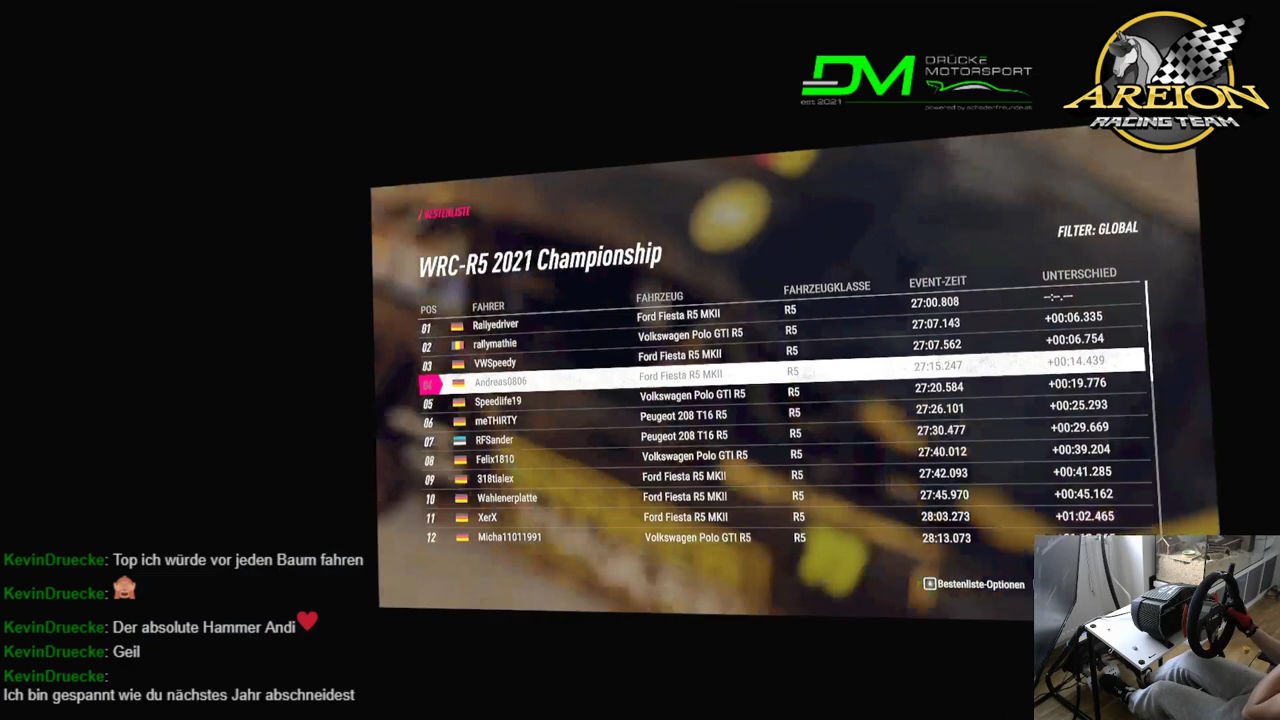 DM
est 2021
DRÜCKE
MOTORSPORT
AREION
RACING TEAM
/ BESTENLISTE
FILTER: GLOBAL
WRC-R5 2021 Championship
POS FAHRER FAHRZEUG FAHRZEUGKLASSE EVENT-ZEIT UNTERSCHIED
01 Rallyedriver Ford Fiesta R5 MKII R5 27:00.808 --:--.---
02 rallymathie Volkswagen Polo GTI R5 R5 27:07.143 +00:06.335
03 VWSpeedy Ford Fiesta R5 MKII R5 27:07.562 +00:06.754
04 Andreas0806 Ford Fiesta R5 MKII R5 27:15.247 +00:14.439
05 Speedlife19 Volkswagen Polo GTI R5 R5 27:20.584 +00:19.776
06 meTHIRTY Peugeot 208 T16 R5 R5 27:26.101 +00:25.293
07 RFSander Peugeot 208 T16 R5 R5 27:30.477 +00:29.669
08 Felix1810 Volkswagen Polo GTI R5 R5 27:40.012 +00:39.204
09 318tialex Ford Fiesta R5 MKII R5 27:42.093 +00:41.285
10 Wahlenerplatte Ford Fiesta R5 MKII R5 27:45.970 +00:45.162
11 XerX Ford Fiesta R5 MKII R5 28:03.273 +01:02.465
12 Micha11011991 Volkswagen Polo GTI R5 R5 28:13.073
Bestenliste-Optionen
KevinDruecke: Top ich würde vor jeden Baum fahren
KevinDruecke:
KevinDruecke: Der absolute Hammer Andi
KevinDruecke: Geil
KevinDruecke:
Ich bin gespannt wie du nächstes Jahr abschneidest